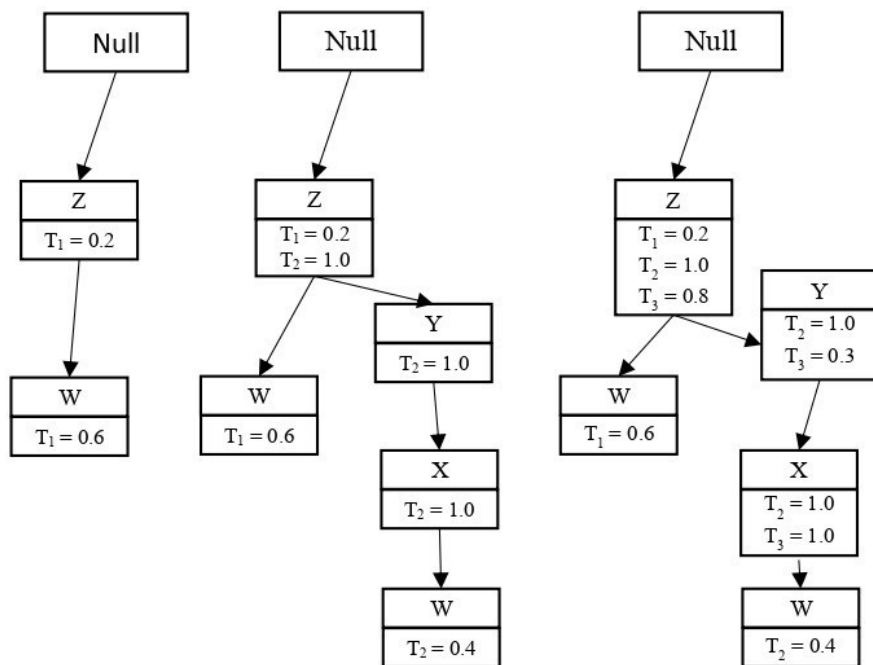 Null
Z
T₁ = 0.2
W
T₁ = 0.6
Null
Z
T₁ = 0.2
T₂ = 1.0
W
T₁ = 0.6
Y
T₂ = 1.0
X
T₂ = 1.0
W
T₂ = 0.4
Null
Z
T₁ = 0.2
T₂ = 1.0
T₃ = 0.8
W
T₁ = 0.6
Y
T₂ = 1.0
T₃ = 0.3
X
T₂ = 1.0
T₃ = 1.0
W
T₂ = 0.4